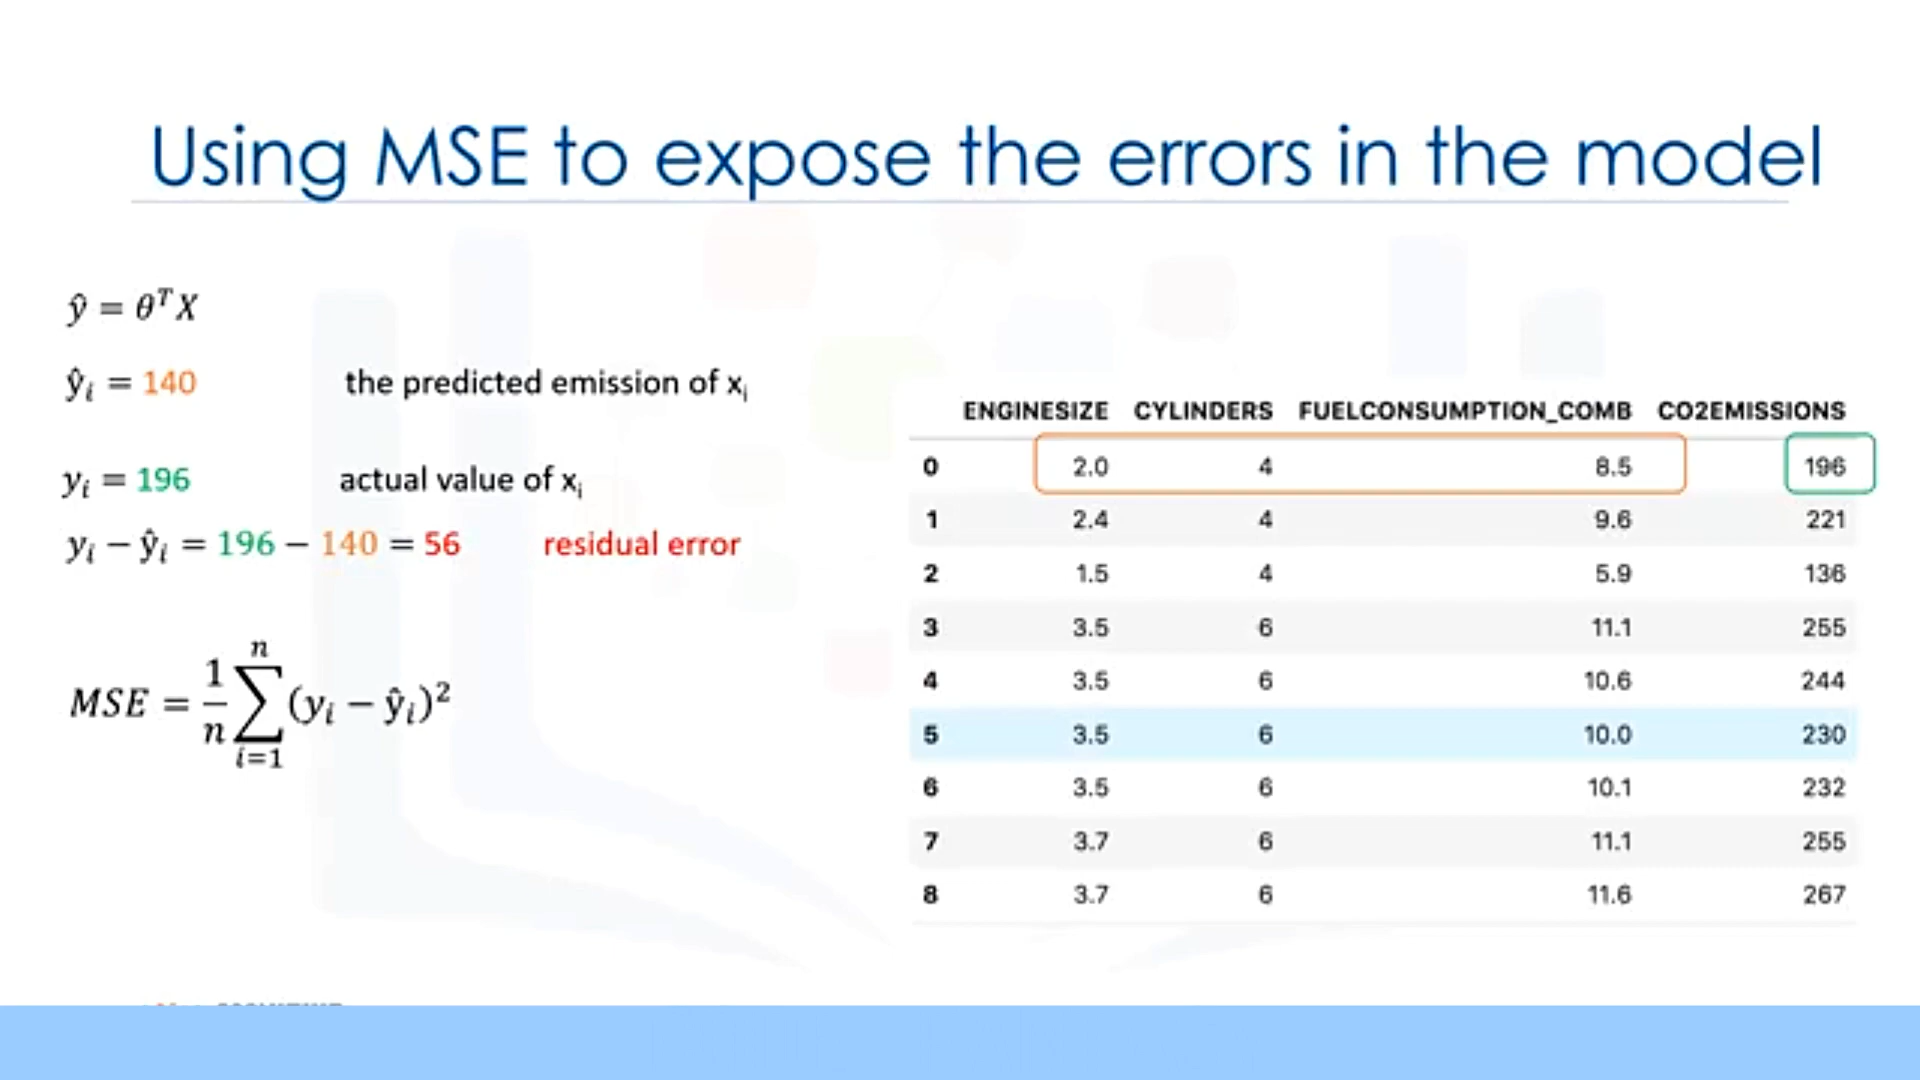 Using MSE to expose the errors in the model
ŷ = θᵀX
ŷᵢ = 140 the predicted emission of xᵢ
yᵢ = 196 actual value of xᵢ
yᵢ − ŷᵢ = 196 − 140 = 56 residual error
MSE = 1/n ∑ᵢ₌₁ⁿ (yᵢ − ŷᵢ)²
ENGINESIZE CYLINDERS FUELCONSUMPTION_COMB CO2EMISSIONS
0 2.0 4 8.5 196
1 2.4 4 9.6 221
2 1.5 4 5.9 136
3 3.5 6 11.1 255
4 3.5 6 10.6 244
5 3.5 6 10.0 230
6 3.5 6 10.1 232
7 3.7 6 11.1 255
8 3.7 6 11.6 267